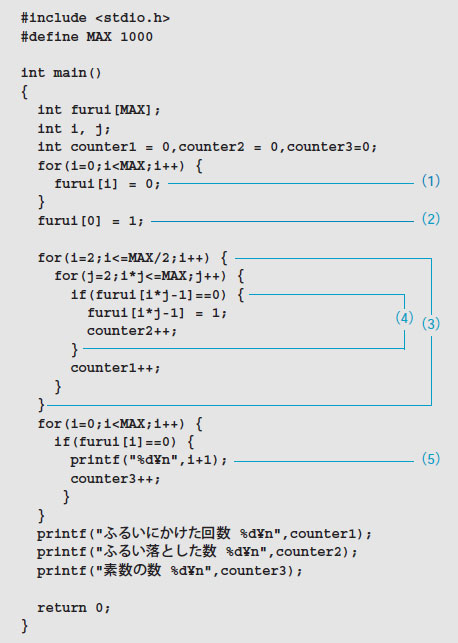 #include <stdio.h>
#define MAX 1000
int main()
{
int furui[MAX];
int i, j;
int counter1 = 0,counter2 = 0,counter3=0;
for(i=0;i<MAX;i++) {
furui[i] = 0; (1)
}
furui[0] = 1; (2)
for(i=2;i<=MAX/2;i++) {
for(j=2;i*j<=MAX;j++) {
if(furui[i*j-1]==0) {
furui[i*j-1] = 1; (4) (3)
counter2++;
}
counter1++;
}
}
for(i=0;i<MAX;i++) {
if(furui[i]==0) {
printf("%d¥n",i+1); (5)
counter3++;
}
}
printf("ふるいにかけた回数 %d¥n",counter1);
printf("ふるい落とした数 %d¥n",counter2);
printf("素数の数 %d¥n",counter3);
return 0;
}